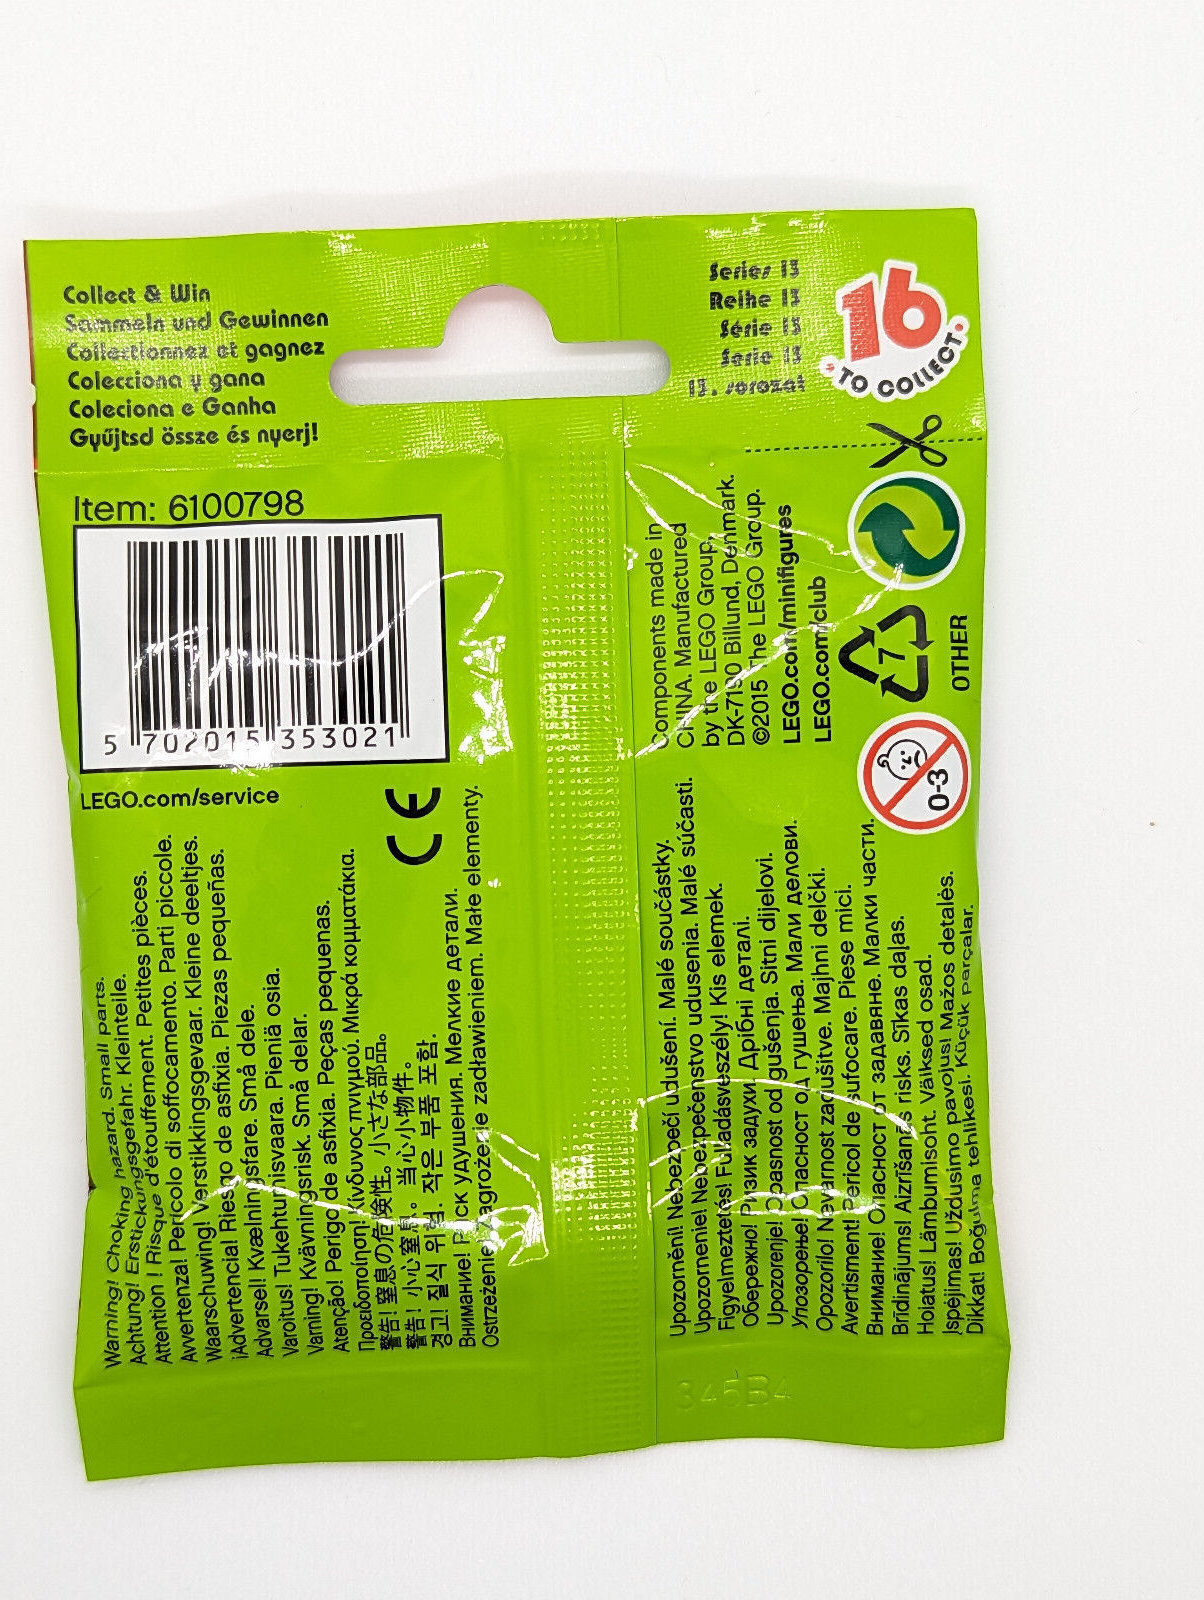 Collect & Win
Sammeln und Gewinnen
Collectionnez et gagnez
Colecciona y gana
Coleciona e Ganha
Gyűjtsd össze és nyerj!
Series 13
Reihe 13
Série 13
Serie 13
13. sorozat
16
TO COLLECT
Item: 6100798
5 702015 353021
LEGO.com/service
CE
Components made in
CHINA. Manufactured
by the LEGO Group,
DK-7190 Billund, Denmark.
©2015 The LEGO Group.
LEGO.com/minifigures
LEGO.com/club
7
OTHER
0-3
Warning! Choking hazard. Small parts.
Achtung! Erstickungsgefahr. Kleinteile.
Attention ! Risque d'étouffement. Petites pièces.
Avvertenza! Pericolo di soffocamento. Parti piccole.
Waarschuwing! Verstikkingsgevaar. Kleine deeltjes.
¡Advertencia! Riesgo de asfixia. Piezas pequeñas.
Advarsel! Kvælningsfare. Små dele.
Varoitus! Tukehtumisvaara. Pieniä osia.
Varning! Kvävningsrisk. Små delar.
Atenção! Perigo de asfixia. Peças pequenas.
Προειδοποίηση! Κίνδυνος πνιγμού. Μικρά κομματάκια.
警告! 窒息の危険性。小さな部品。
警告! 小心窒息。当心小物件。
경고! 질식 위험. 작은 부품 포함.
Внимание! Риск удушения. Мелкие детали.
Ostrzeżenie! Zagrożenie zadławieniem. Małe elementy.
Upozornění! Nebezpečí udušení. Malé součástky.
Upozornenie! Nebezpečenstvo udusenia. Malé súčasti.
Figyelmeztetés! Fulladásveszély! Kis elemek.
Обережно! Ризик задухи! Дрібні деталі.
Upozorenje! Opasnost od gušenja. Sitni dijelovi.
Упозорење! Опасност од гушења. Мали делови.
Opozorilo! Nevarnost zadušitve. Majhni delčki.
Avertisment! Pericol de sufocare. Piese mici.
Внимание! Опасност от задавяне. Малки части.
Brīdinājums! Aizrīšanās risks. Sīkas daļas.
Hoiatus! Lämbumisoht. Väiksed osad.
Įspėjimas! Uždusimo pavojus! Mažos detalės.
Dikkat! Boğulma tehlikesi. Küçük parçalar.
345B4